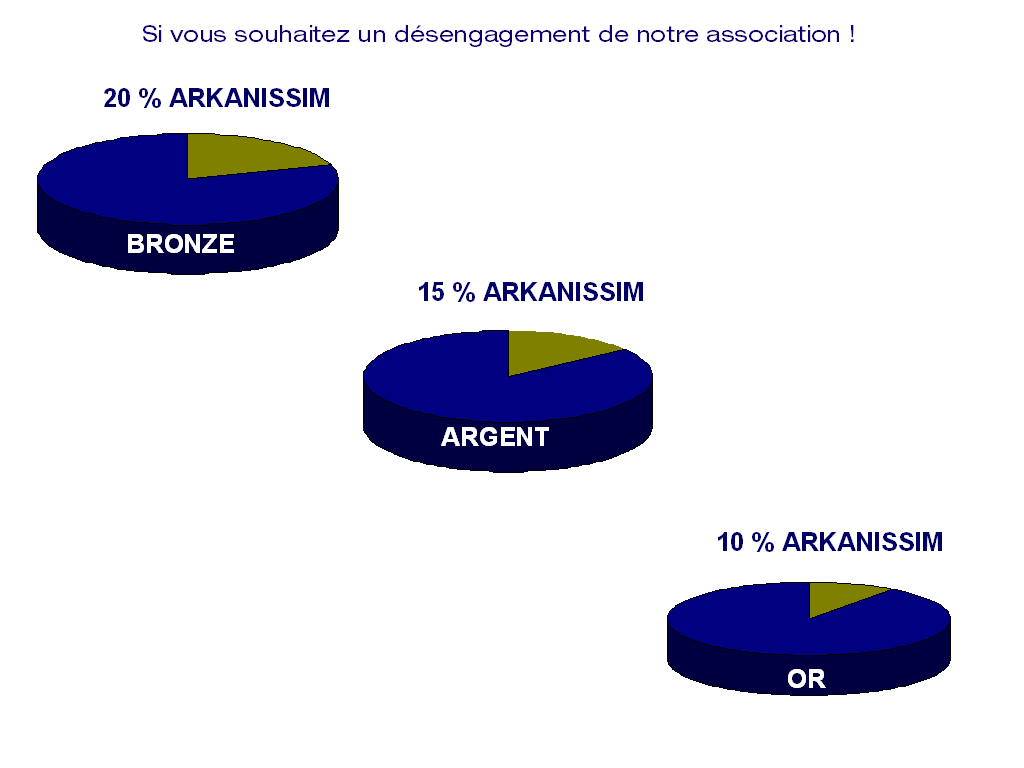 Si vous souhaitez un désengagement de notre association !
20 % ARKANISSIM
BRONZE
15 % ARKANISSIM
ARGENT
10 % ARKANISSIM
OR